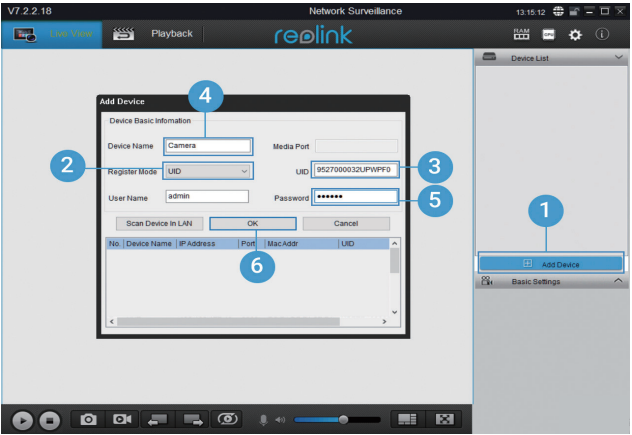 V7.2.2.18 Network Surveillance 13:15:12
Live View Playback reolink RAM CPU
Device List
Add Device
4
Device Basic Infomation
Device Name Camera Media Port
2 Register Mode UID UID 9527000032UPWPF0 3
User Name admin Password •••••• 5
1
Scan Device In LAN OK Cancel
No. Device Name IP Address Port Mac Addr UID
6
Add Device
Basic Settings